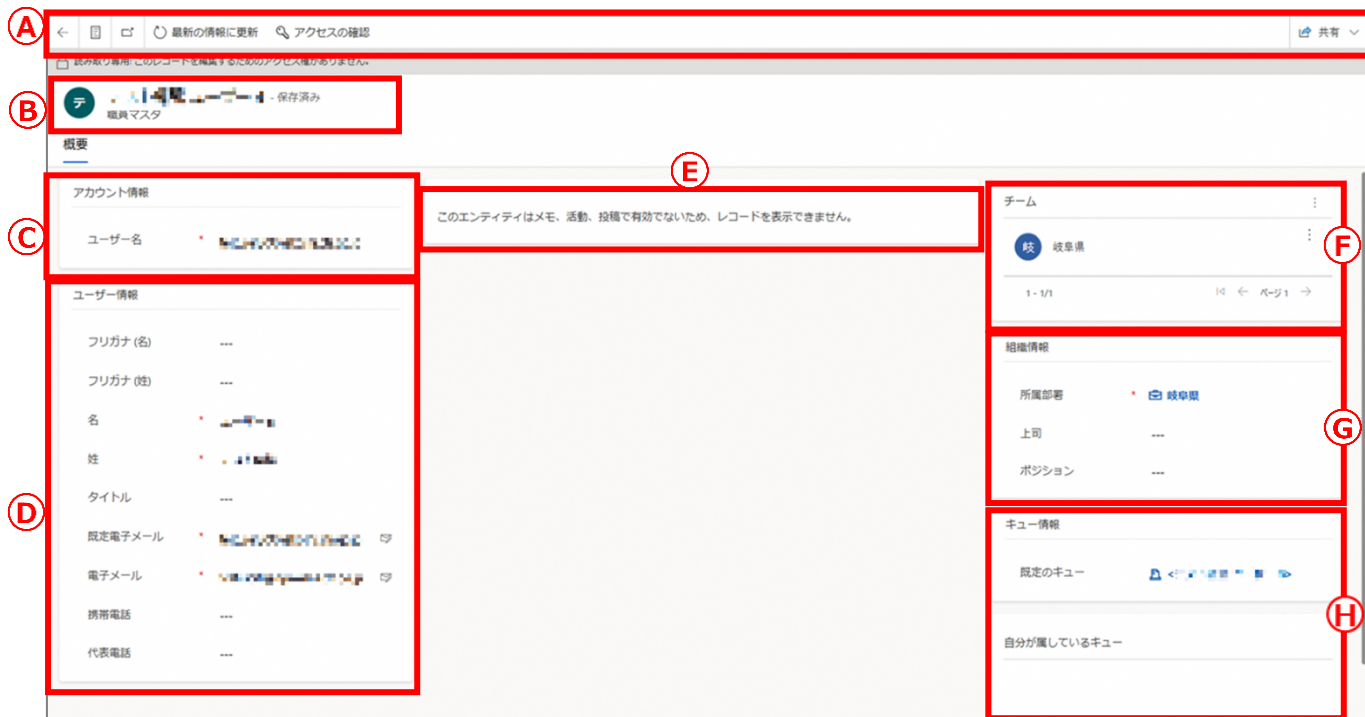 A
最新の情報に更新 アクセスの確認 共有
読み取り専用: このレコードを編集するためのアクセス権がありません。
B
テ
- 保存済み
職員マスタ
概要
C
アカウント情報
ユーザー名 *
D
ユーザー情報
フリガナ (名) ---
フリガナ (姓) ---
名 *
姓 *
タイトル ---
既定電子メール *
電子メール *
携帯電話 ---
代表電話 ---
E
このエンティティはメモ、活動、投稿で有効でないため、レコードを表示できません。
F
チーム
岐 岐阜県
1 - 1/1 ページ 1
G
組織情報
所属部署 * 岐阜県
上司 ---
ポジション ---
H
キュー情報
既定のキュー
自分が属しているキュー